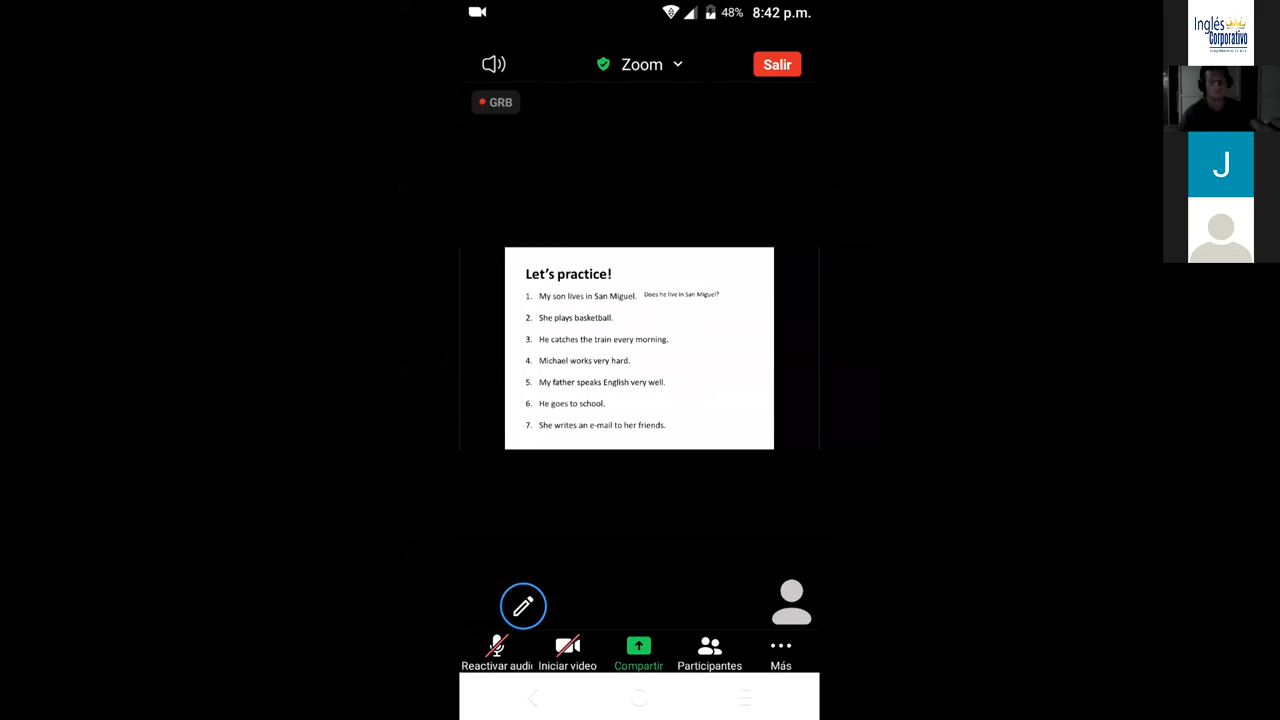 48% 8:42 p.m.
Zoom
Salir
GRB
Inglés
Corporativo
J
Let's practice!
1. My son lives in San Miguel. Does he live in San Miguel?
2. She plays basketball.
3. He catches the train every morning.
4. Michael works very hard.
5. My father speaks English very well.
6. He goes to school.
7. She writes an e-mail to her friends.
Reactivar audi Iniciar video Compartir Participantes Más